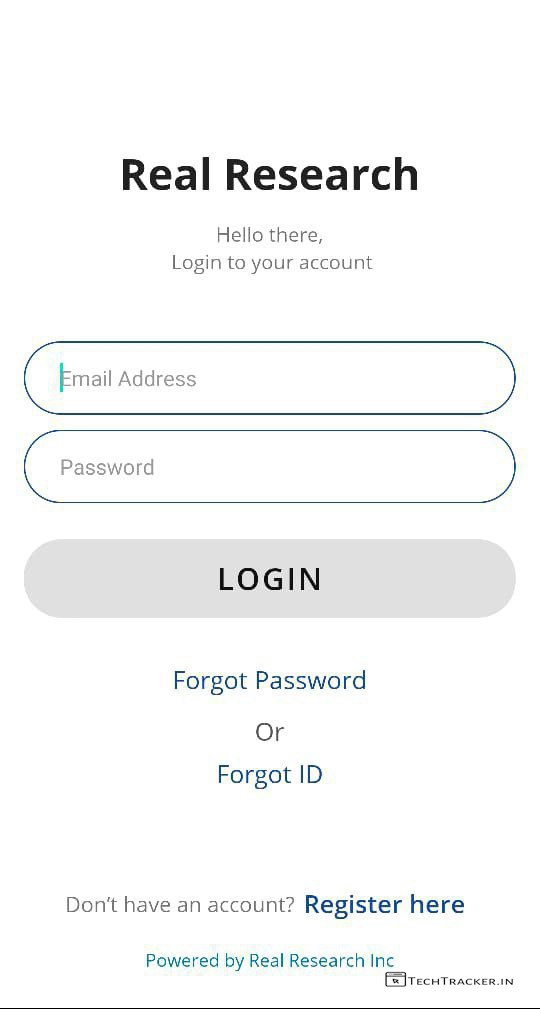 Real Research
Hello there,
Login to your account
Email Address
Password
LOGIN
Forgot Password
Or
Forgot ID
Don't have an account? Register here
Powered by Real Research Inc
TECHTRACKER.IN